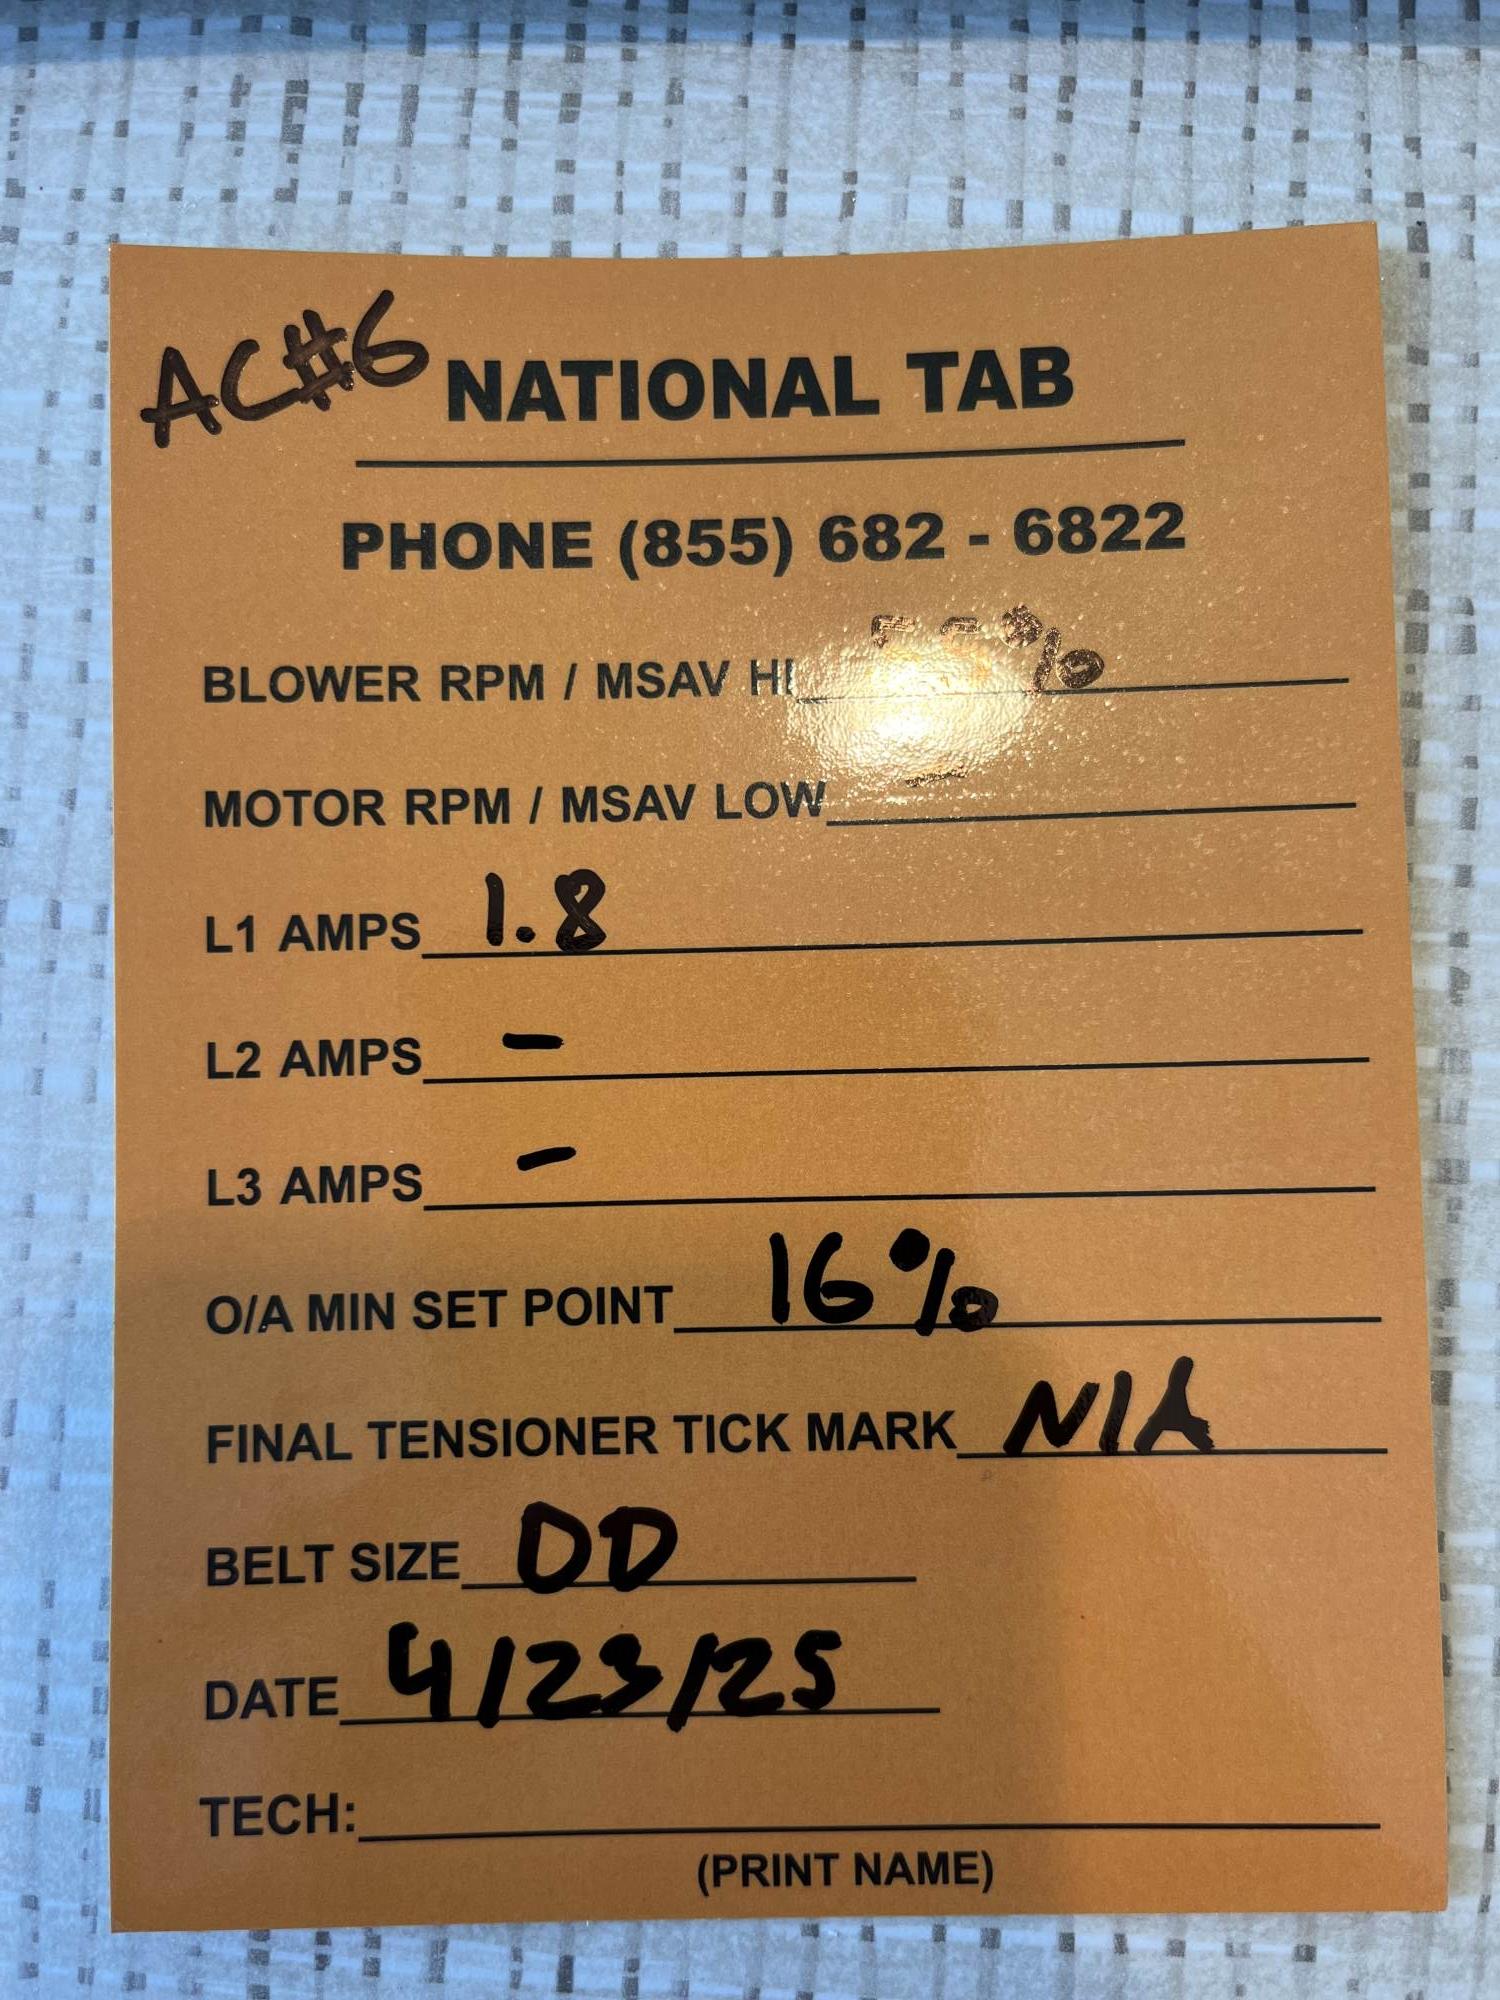 AC#6 NATIONAL TAB
PHONE (855) 682 - 6822
BLOWER RPM / MSAV HI
MOTOR RPM / MSAV LOW -
L1 AMPS 1.8
L2 AMPS -
L3 AMPS -
O/A MIN SET POINT 16%
FINAL TENSIONER TICK MARK N/A
BELT SIZE DD
DATE 4/23/25
TECH:
(PRINT NAME)